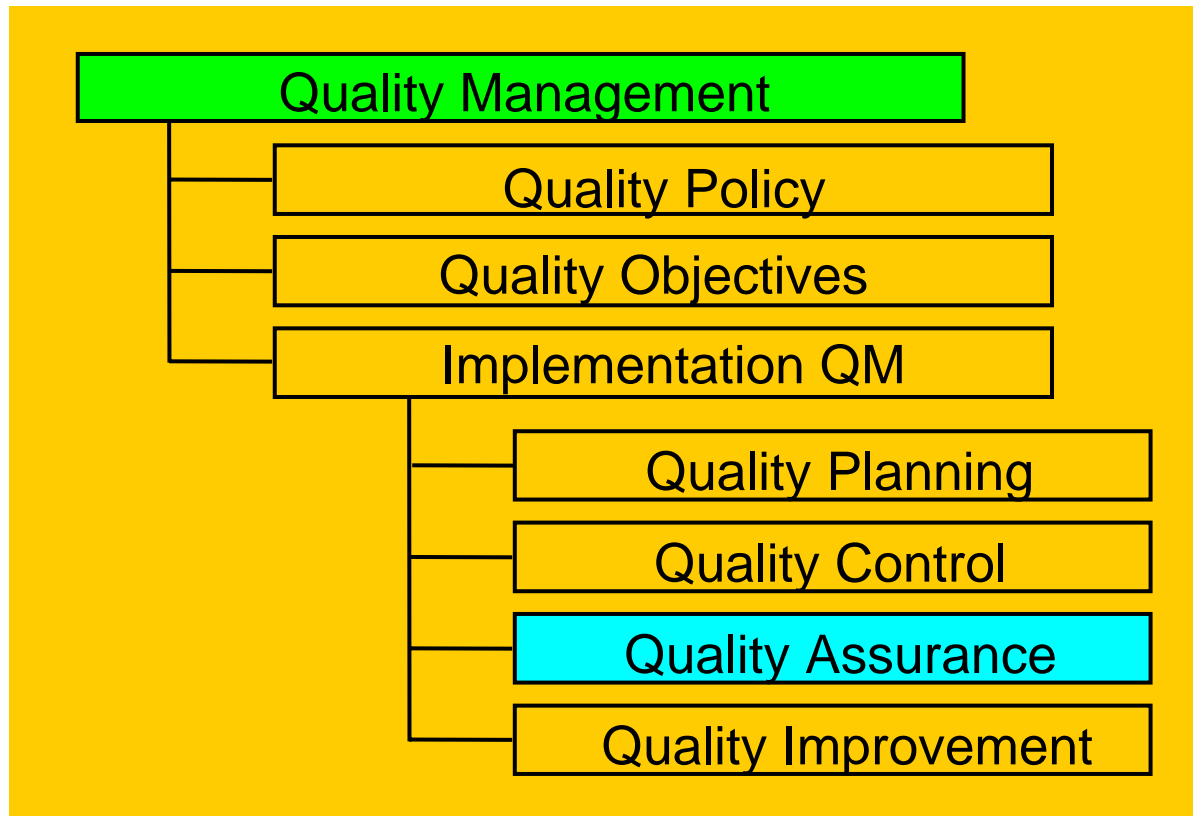 Quality Management
Quality Policy
Quality Objectives
Implementation QM
Quality Planning
Quality Control
Quality Assurance
Quality Improvement